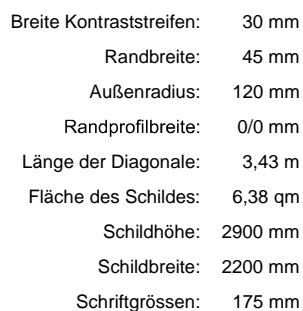 Breite Kontraststreifen: 30 mm
Randbreite: 45 mm
Außenradius: 120 mm
Randprofilbreite: 0/0 mm
Länge der Diagonale: 3,43 m
Fläche des Schildes: 6,38 qm
Schildhöhe: 2900 mm
Schildbreite: 2200 mm
Schriftgrössen: 175 mm